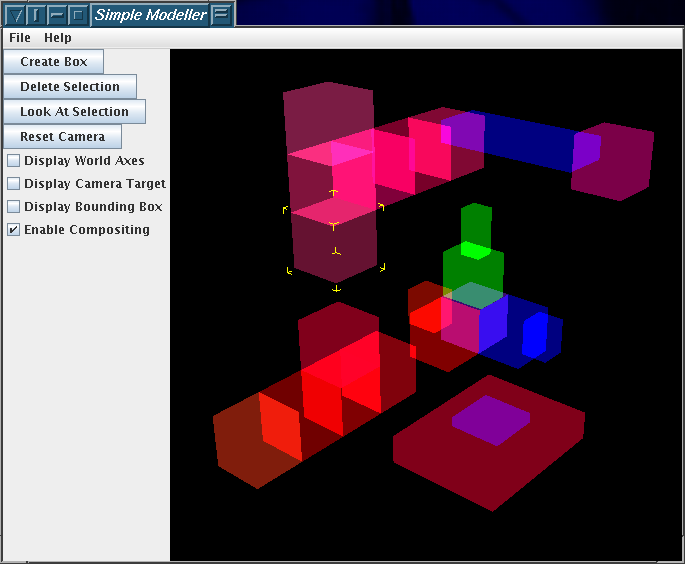 Simple Modeller
File Help
Create Box
Delete Selection
Look At Selection
Reset Camera
Display World Axes
Display Camera Target
Display Bounding Box
Enable Compositing